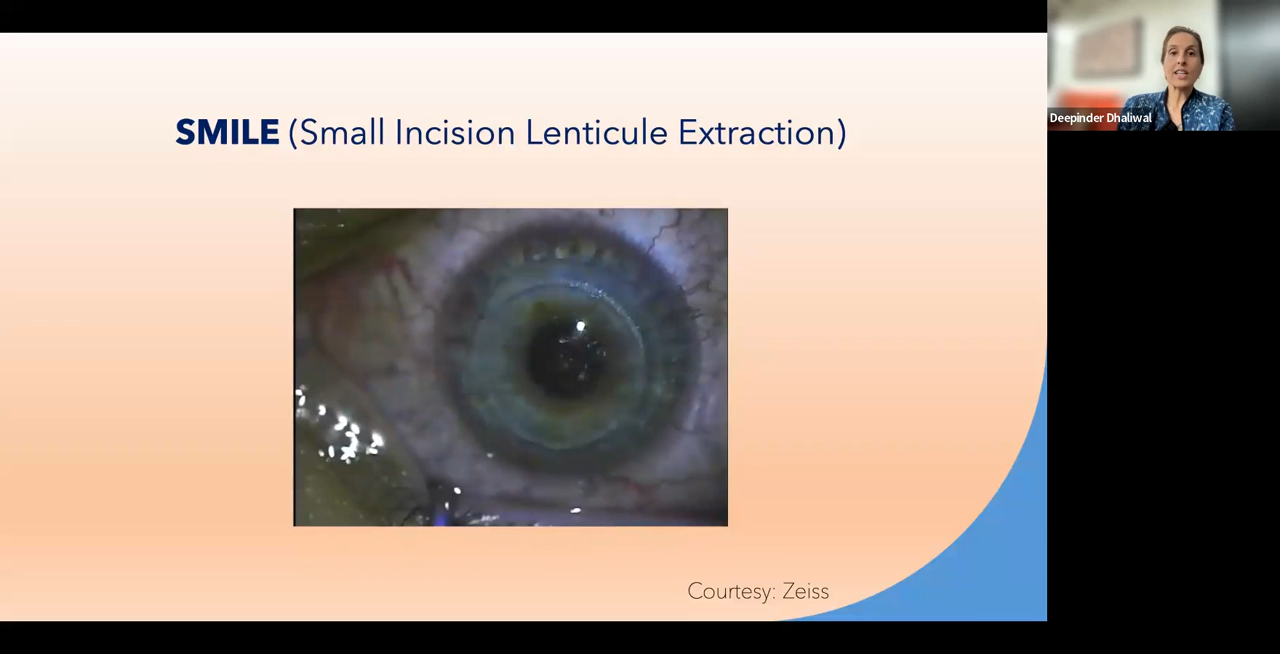 SMILE (Small Incision Lenticule Extraction)
Deepinder Dhaliwal
Courtesy: Zeiss